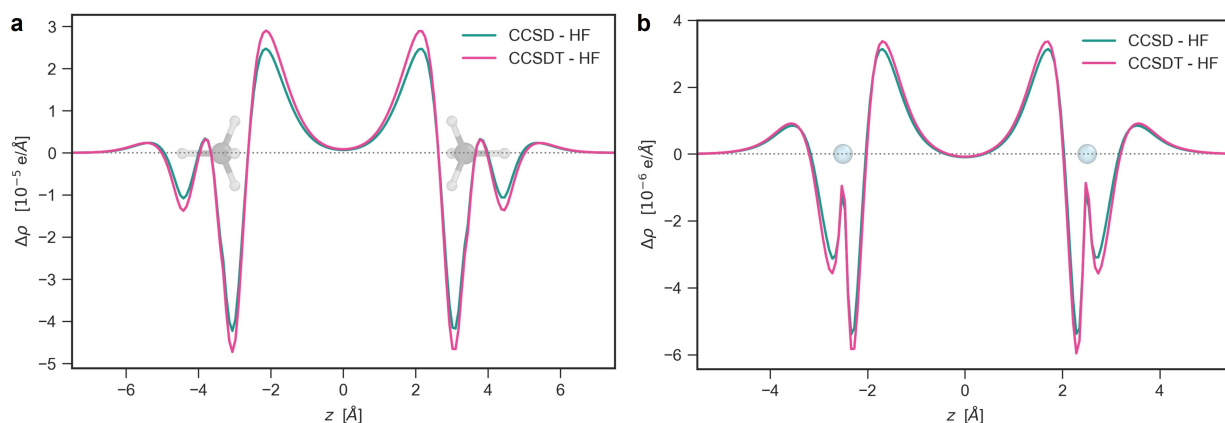 a
CCSD - HF
CCSDT - HF
3
2
1
0
−1
−2
−3
−4
−5
Δρ [10⁻⁵ e/Å]
−6
−4
−2
0
2
4
6
z [Å]
b
CCSD - HF
CCSDT - HF
4
2
0
−2
−4
−6
Δρ [10⁻⁶ e/Å]
−4
−2
0
2
4
z [Å]